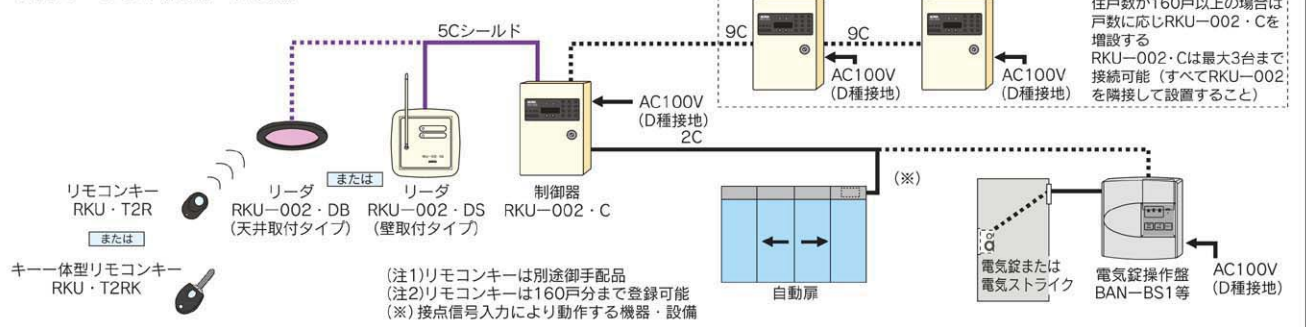 住戸数が160戸以上の場合は
戸数に応じRKU－002・Cを
増設する
RKU－002・Cは最大3台まで
接続可能（すべてRKU－002
を隣接して設置すること）
5Cシールド
9C
9C
AC100V
（D種接地）
AC100V
（D種接地）
AC100V
（D種接地）
2C
リモコンキー
RKU・T2R
または
キー一体型リモコンキー
RKU・T2RK
リーダ
RKU－002・DB
（天井取付タイプ）
または
リーダ
RKU－002・DS
（壁取付タイプ）
制御器
RKU－002・C
（※）
自動扉
電気錠または
電気ストライク
電気錠操作盤
BAN－BS1等
AC100V
（D種接地）
（注1）リモコンキーは別途御手配品
（注2）リモコンキーは160戸分まで登録可能
（※）接点信号入力により動作する機器・設備